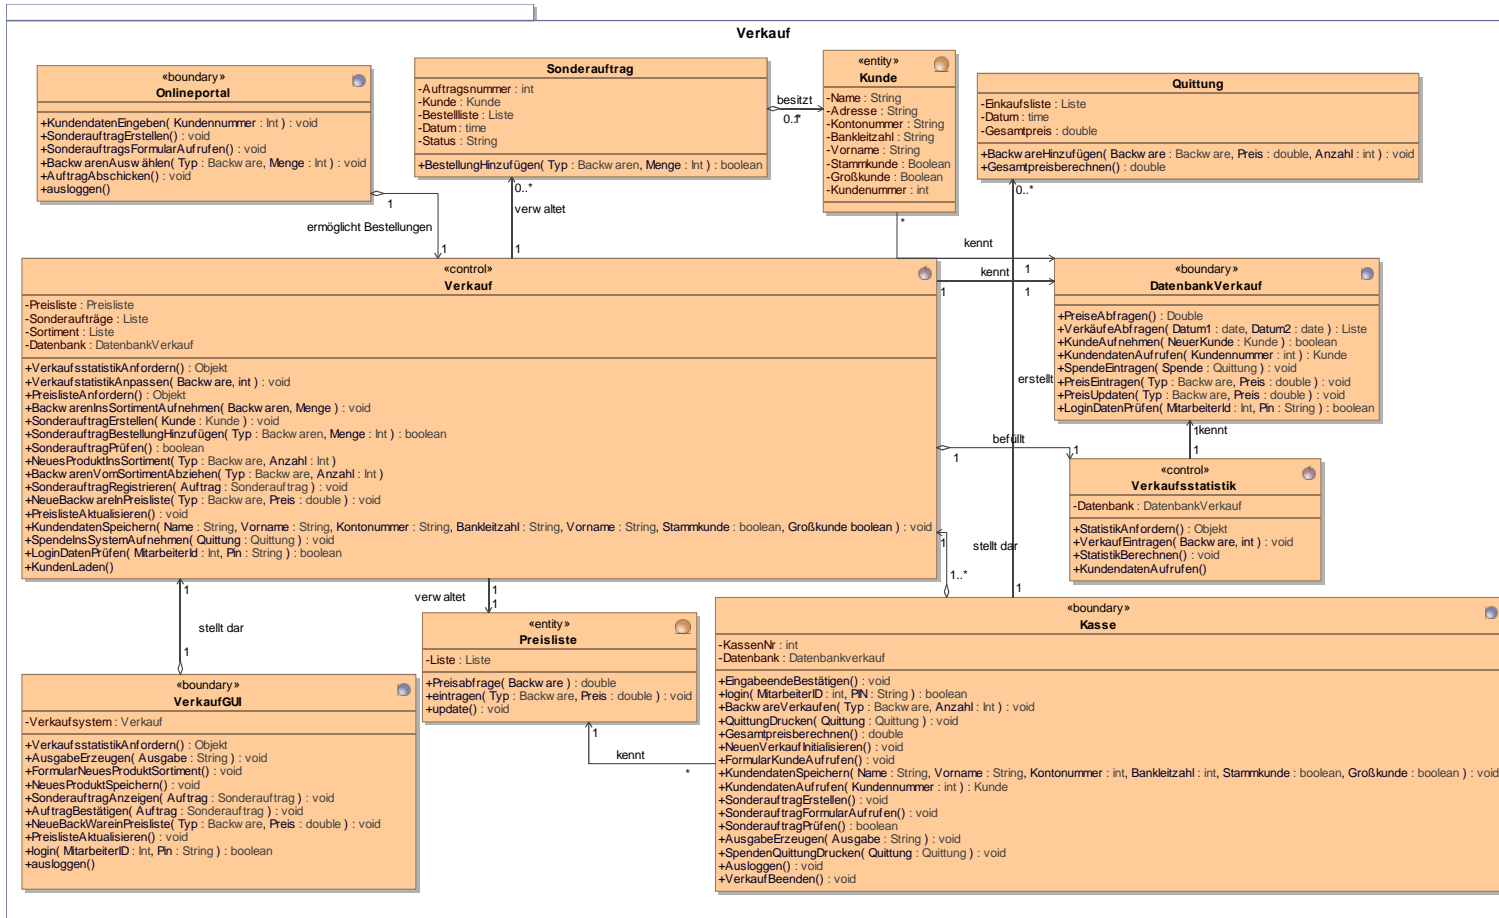 Verkauf
«boundary»
Onlineportal
+KundendatenEingeben( Kundennummer : Int ) : void
+SonderauftragErstellen() : void
+SonderauftragsFormularAufrufen() : void
+BackwarenAuswählen( Typ : Backware, Menge : Int ) : void
+AuftragAbschicken() : void
+ausloggen()
Sonderauftrag
-Auftragsnummer : int
-Kunde : Kunde
-Bestellliste : Liste
-Datum : time
-Status : String
+BestellungHinzufügen( Typ : Backwaren, Menge : Int ) : boolean
besitzt
0..*
«entity»
Kunde
-Name : String
-Adresse : String
-Kontonummer : String
-Bankleitzahl : String
-Vorname : String
-Stammkunde : Boolean
-Großkunde : Boolean
-Kundenummer : int
Quittung
-Einkaufsliste : Liste
-Datum : time
-Gesamtpreis : double
+BackwareHinzufügen( Backware : Backware, Preis : double, Anzahl : int ) : void
+Gesamtpreisberechnen() : double
1
ermöglicht Bestellungen
1
0..*
verwaltet
1
*
kennt
1
kennt
1
1
0..*
«control»
Verkauf
-Preisliste : Preisliste
-Sonderaufträge : Liste
-Sortiment : Liste
-Datenbank : DatenbankVerkauf
+VerkaufsstatistikAnfordern() : Objekt
+VerkaufstatistikAnpassen( Backware, int ) : void
+PreislisteAnfordern() : Objekt
+BackwarenInsSortimentAufnehmen( Backwaren, Menge ) : void
+SonderauftragErstellen( Kunde : Kunde ) : void
+SonderauftragBestellungHinzufügen( Typ : Backwaren, Menge : Int ) : boolean
+SonderauftragPrüfen() : boolean
+NeuesProduktInsSortiment( Typ : Backware, Anzahl : Int )
+BackwarenVomSortimentAbziehen( Typ : Backware, Anzahl : Int )
+SonderauftragRegistrieren( Auftrag : Sonderauftrag ) : void
+NeueBackwareInPreisliste( Typ : Backware, Preis : double ) : void
+PreislisteAktualisieren() : void
+KundendatenSpeichern( Name : String, Vorname : String, Kontonummer : String, Bankleitzahl : String, Vorname : String, Stammkunde : boolean, Großkunde boolean ) : void
+SpendeInsSystemAufnehmen( Quittung : Quittung ) : void
+LoginDatenPrüfen( MitarbeiterId : Int, Pin : String ) : boolean
+KundenLaden()
«boundary»
DatenbankVerkauf
+PreiseAbfragen() : Double
+VerkäufeAbfragen( Datum1 : date, Datum2 : date ) : Liste
+KundeAufnehmen( NeuerKunde : Kunde ) : boolean
+KundendatenAufrufen( Kundennummer : int ) : Kunde
+SpendeEintragen( Spende : Quittung ) : void
+PreisEintragen( Typ : Backware, Preis : double ) : void
+PreisUpdaten( Typ : Backware, Preis : double ) : void
+LoginDatenPrüfen( MitarbeiterId : Int, Pin : String ) : boolean
erstellt
1
kennt
1
befüllt
1
1
«control»
Verkaufsstatistik
-Datenbank : DatenbankVerkauf
+StatistikAnfordern() : Objekt
+VerkaufEintragen( Backware, int ) : void
+StatistikBerechnen() : void
+KundendatenAufrufen()
1
stellt dar
1..*
1
1
stellt dar
1
verwaltet
1
1
«entity»
Preisliste
-Liste : Liste
+Preisabfrage( Backware ) : double
+eintragen( Typ : Backware, Preis : double ) : void
+update() : void
1
kennt
*
«boundary»
VerkaufGUI
-Verkaufsystem : Verkauf
+VerkaufsstatistikAnfordern() : Objekt
+AusgabeErzeugen( Ausgabe : String ) : void
+FormularNeuesProduktSortiment() : void
+NeuesProduktSpeichern() : void
+SonderauftragAnzeigen( Auftrag : Sonderauftrag ) : void
+AuftragBestätigen( Auftrag : Sonderauftrag ) : void
+NeueBackWareinPreisliste( Typ : Backware, Preis : double ) : void
+PreislisteAktualisieren() : void
+login( MitarbeiterID : Int, Pin : String ) : boolean
+ausloggen()
«boundary»
Kasse
-KassenNr : int
-Datenbank : Datenbankverkauf
+EingabeendeBestätigen() : void
+login( MitarbeiterID : int, PIN : String ) : boolean
+BackwareVerkaufen( Typ : Backware, Anzahl : Int ) : void
+QuittungDrucken( Quittung : Quittung ) : void
+Gesamtpreisberechnen() : double
+NeuenVerkaufInitialisieren() : void
+FormularKundeAufrufen() : void
+KundendatenSpeichern( Name : String, Vorname : String, Kontonummer : int, Bankleitzahl : int, Stammkunde : boolean, Großkunde : boolean ) : void
+KundendatenAufrufen( Kundennummer : int ) : Kunde
+SonderauftragErstellen() : void
+SonderauftragFormularAufrufen() : void
+SonderauftragPrüfen() : boolean
+AusgabeErzeugen( Ausgabe : String ) : void
+SpendenQuittungDrucken( Quittung : Quittung ) : void
+Ausloggen() : void
+VerkaufBeenden() : void